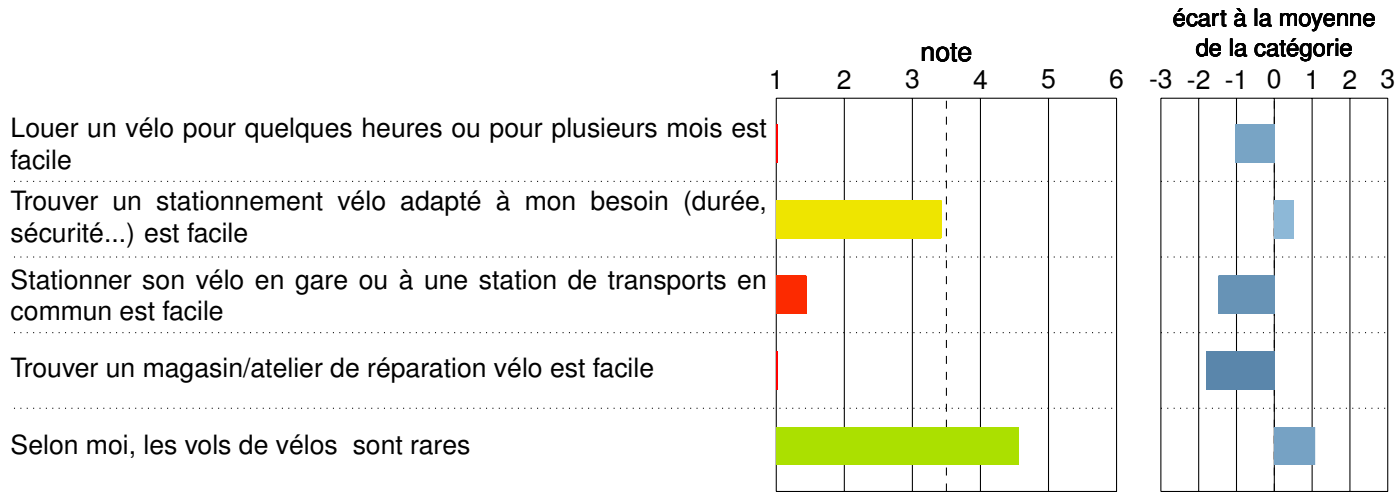 écart à la moyenne
note de la catégorie
1 2 3 4 5 6 -3 -2 -1 0 1 2 3
Louer un vélo pour quelques heures ou pour plusieurs mois est
facile
Trouver un stationnement vélo adapté à mon besoin (durée,
sécurité...) est facile
Stationner son vélo en gare ou à une station de transports en
commun est facile
Trouver un magasin/atelier de réparation vélo est facile
Selon moi, les vols de vélos sont rares